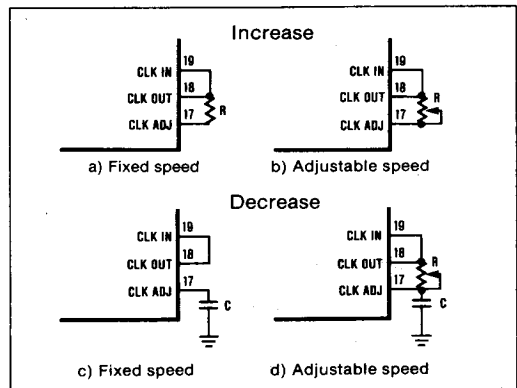 Increase
19
CLK IN
18
CLK OUT
R
17
CLK ADJ
a) Fixed speed
19
CLK IN
18
CLK OUT
R
17
CLK ADJ
b) Adjustable speed
Decrease
19
CLK IN
18
CLK OUT
17
CLK ADJ
C
c) Fixed speed
19
CLK IN
18
CLK OUT
R
17
CLK ADJ
C
d) Adjustable speed